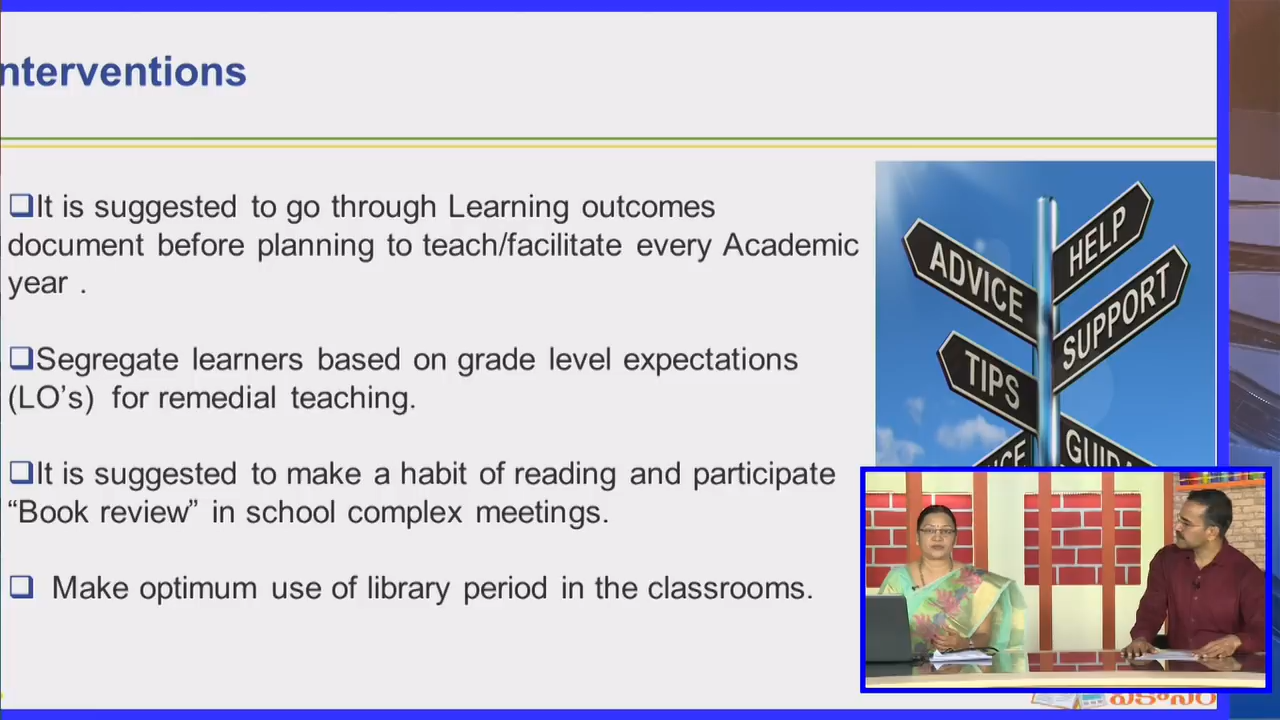 nterventions
❑It is suggested to go through Learning outcomes
document before planning to teach/facilitate every Academic
year .
❑Segregate learners based on grade level expectations
(LO’s) for remedial teaching.
❑It is suggested to make a habit of reading and participate
“Book review” in school complex meetings.
❑ Make optimum use of library period in the classrooms.
ADVICE
HELP
SUPPORT
TIPS